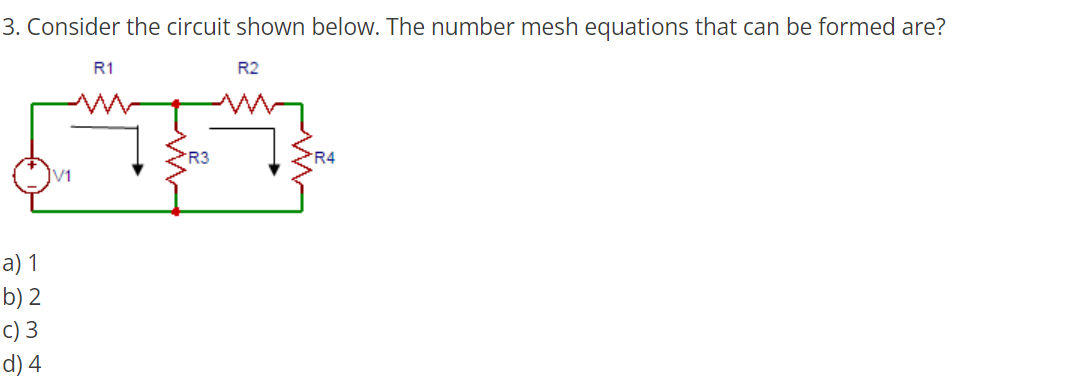 3. Consider the circuit shown below. The number mesh equations that can be formed are?
R1 R2
R3 R4
+
V1
−
a) 1
b) 2
c) 3
d) 4